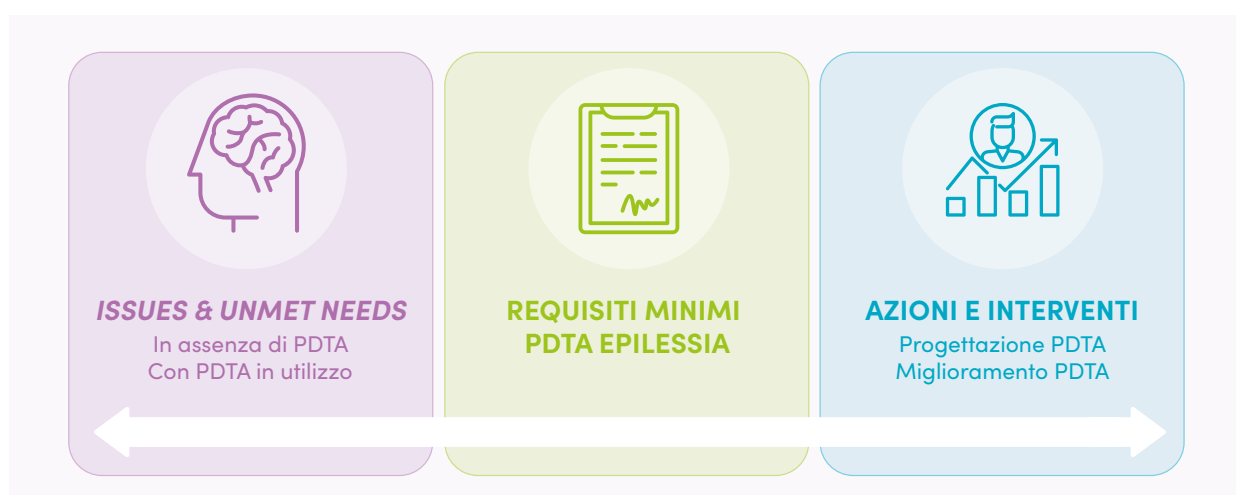 ISSUES & UNMET NEEDS
In assenza di PDTA
Con PDTA in utilizzo
REQUISITI MINIMI
PDTA EPILESSIA
AZIONI E INTERVENTI
Progettazione PDTA
Miglioramento PDTA